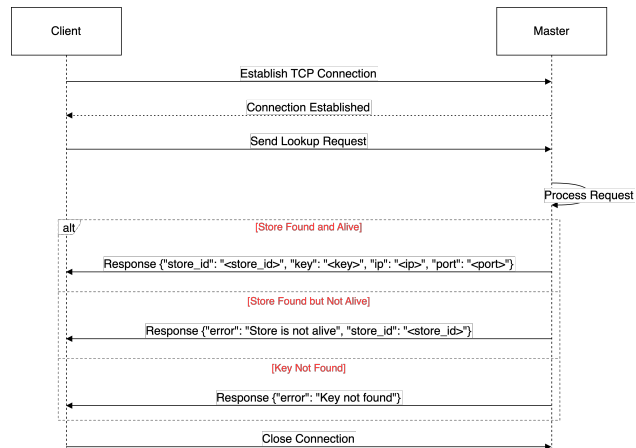 Client
Master
Establish TCP Connection
Connection Established
Send Lookup Request
Process Request
alt
[Store Found and Alive]
Response {"store_id": "<store_id>", "key": "<key>", "ip": "<ip>", "port": "<port>"}
[Store Found but Not Alive]
Response {"error": "Store is not alive", "store_id": "<store_id>"}
[Key Not Found]
Response {"error": "Key not found"}
Close Connection